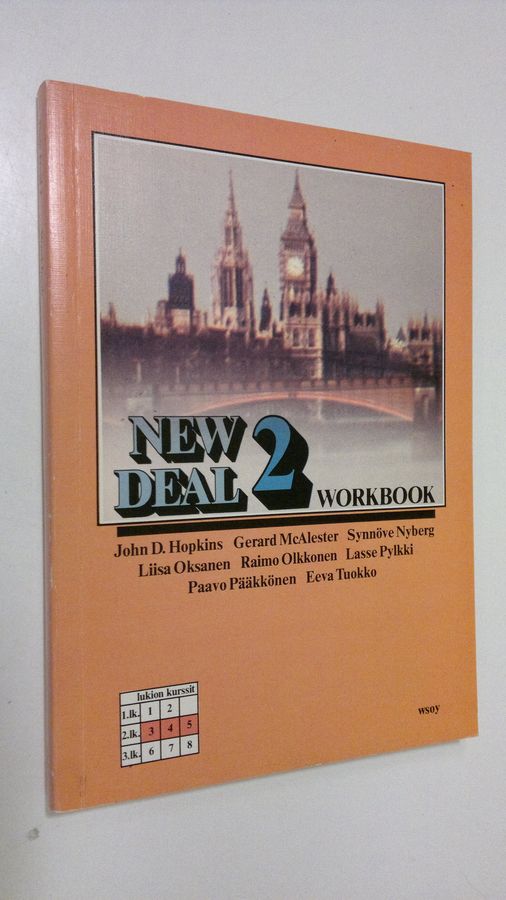 NEW
DEAL 2 WORKBOOK
John D. Hopkins Gerard McAlester Synnöve Nyberg
Liisa Oksanen Raimo Olkkonen Lasse Pylkki
Paavo Pääkkönen Eeva Tuokko
lukion kurssit
1.lk. 1 2
2.lk. 3 4 5
3.lk. 6 7 8
wsoy